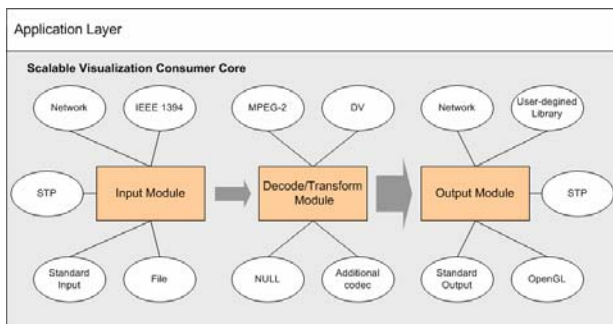 Application Layer
Scalable Visualization Consumer Core
Network
IEEE 1394
MPEG-2
DV
Network
User-degined
Library
STP
Input Module
Decode/Transform
Module
Output Module
STP
Standard
Input
File
NULL
Additional
codec
Standard
Output
OpenGL